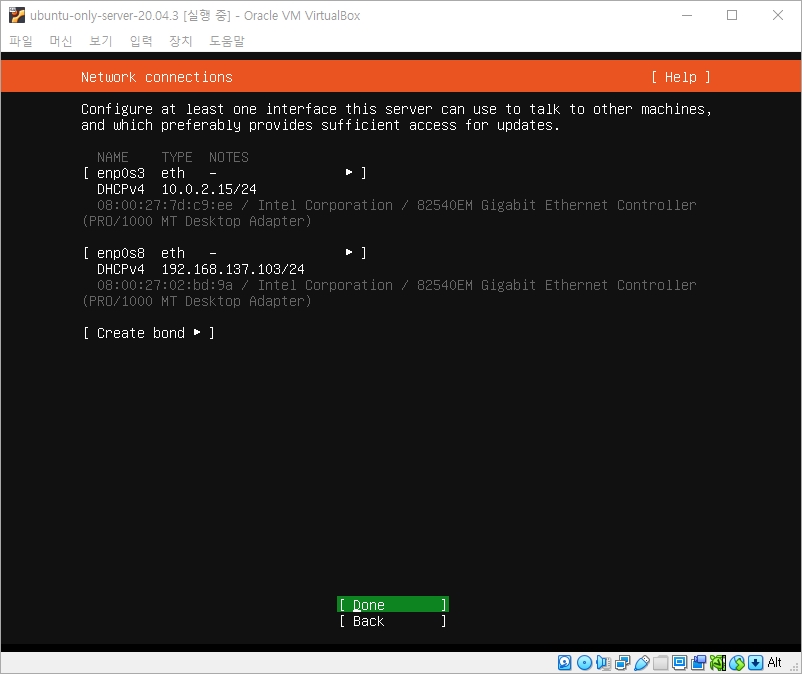 ubuntu-only-server-20.04.3 [실행 중] - Oracle VM VirtualBox
파일 머신 보기 입력 장치 도움말
Network connections [ Help ]
Configure at least one interface this server can use to talk to other machines,
and which preferably provides sufficient access for updates.
NAME TYPE NOTES
[ enp0s3 eth - ▸ ]
DHCPv4 10.0.2.15/24
08:00:27:7d:c9:ee / Intel Corporation / 82540EM Gigabit Ethernet Controller
(PRO/1000 MT Desktop Adapter)
[ enp0s8 eth - ▸ ]
DHCPv4 192.168.137.103/24
08:00:27:02:bd:9a / Intel Corporation / 82540EM Gigabit Ethernet Controller
(PRO/1000 MT Desktop Adapter)
[ Create bond ▸ ]
[ Done ]
[ Back ]
Alt